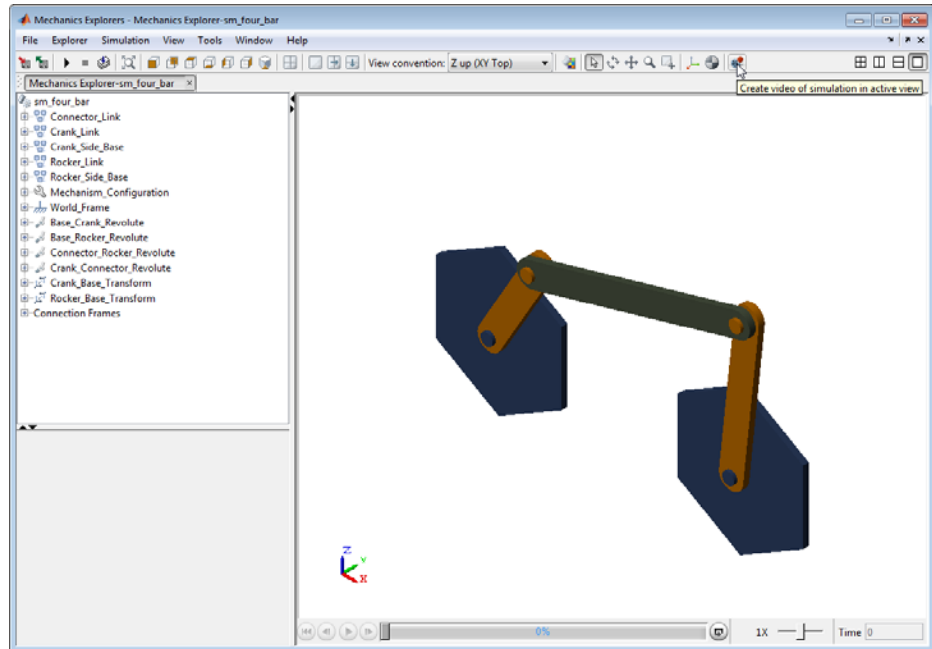 Mechanics Explorers - Mechanics Explorer-sm_four_bar
File Explorer Simulation View Tools Window Help
View convention: Z up (XY Top)
Mechanics Explorer-sm_four_bar
Create video of simulation in active view
sm_four_bar
Connector_Link
Crank_Link
Crank_Side_Base
Rocker_Link
Rocker_Side_Base
Mechanism_Configuration
World_Frame
Base_Crank_Revolute
Base_Rocker_Revolute
Connector_Rocker_Revolute
Crank_Connector_Revolute
Crank_Base_Transform
Rocker_Base_Transform
Connection Frames
Z
Y
X
0%
1X
Time 0